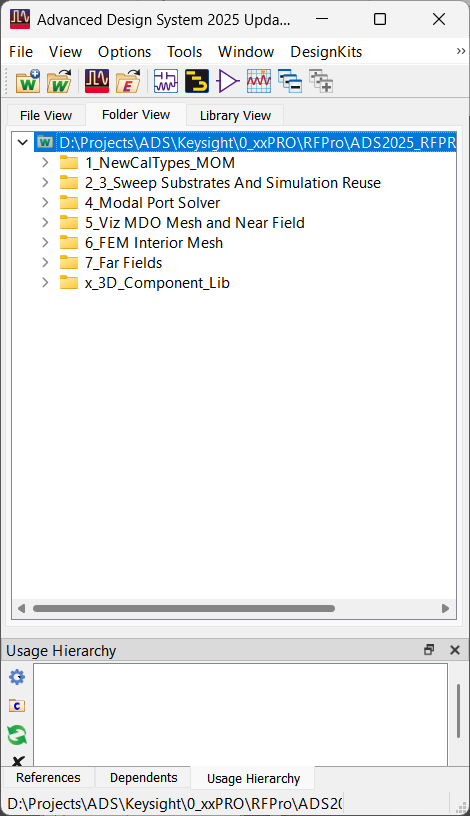 Advanced Design System 2025 Upda...
File View Options Tools Window DesignKits »
File View Folder View Library View
D:\Projects\ADS\Keysight\0_xxPRO\RFPro\ADS2025_RFPR
1_NewCalTypes_MOM
2_3_Sweep Substrates And Simulation Reuse
4_Modal Port Solver
5_Viz MDO Mesh and Near Field
6_FEM Interior Mesh
7_Far Fields
x_3D_Component_Lib
Usage Hierarchy
References Dependents Usage Hierarchy
D:\Projects\ADS\Keysight\0_xxPRO\RFPro\ADS20